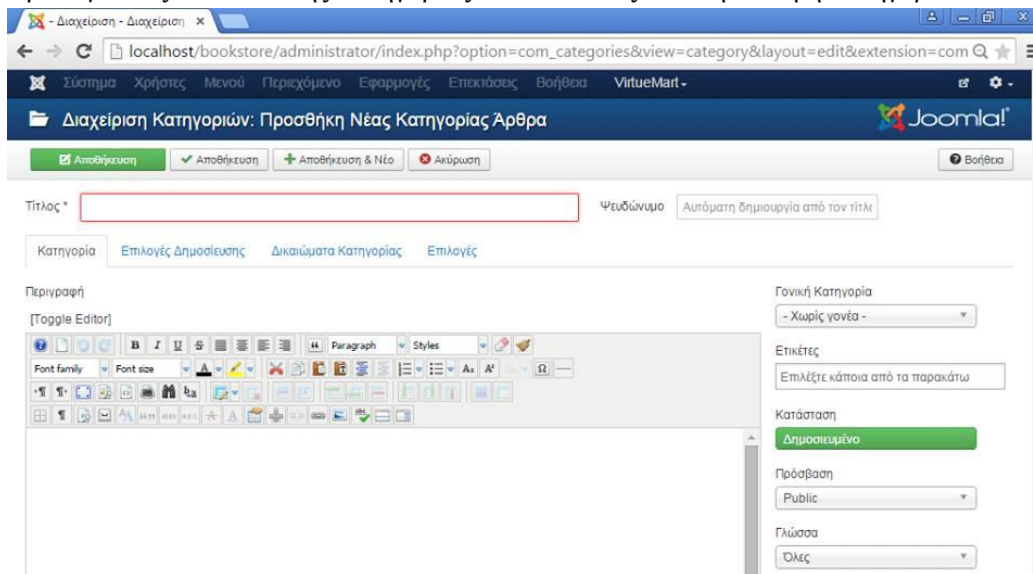 - Διαχείριση - Διαχείριση ×
localhost/bookstore/administrator/index.php?option=com_categories&view=category&layout=edit&extension=com
Σύστημα Χρήστες Μενού Περιεχόμενο Εφαρμογές Επεκτάσεις Βοήθεια VirtueMart
Διαχείριση Κατηγοριών: Προσθήκη Νέας Κατηγορίας Άρθρα Joomla!
Αποθήκευση Αποθήκευση Αποθήκευση & Νέο Ακύρωση Βοήθεια
Τίτλος * Ψευδώνυμο Αυτόματη δημιουργία από τον τίτλο
Κατηγορία Επιλογές Δημοσίευσης Δικαιώματα Κατηγορίας Επιλογές
Περιγραφή Γονική Κατηγορία
[Toggle Editor] - Χωρίς γονέα -
B I U S Paragraph Styles
Ετικέτες
Font family Font size A Ω
Επιλέξτε κάποια από τα παρακάτω
Κατάσταση
Δημοσιευμένο
Πρόσβαση
Public
Γλώσσα
Όλες